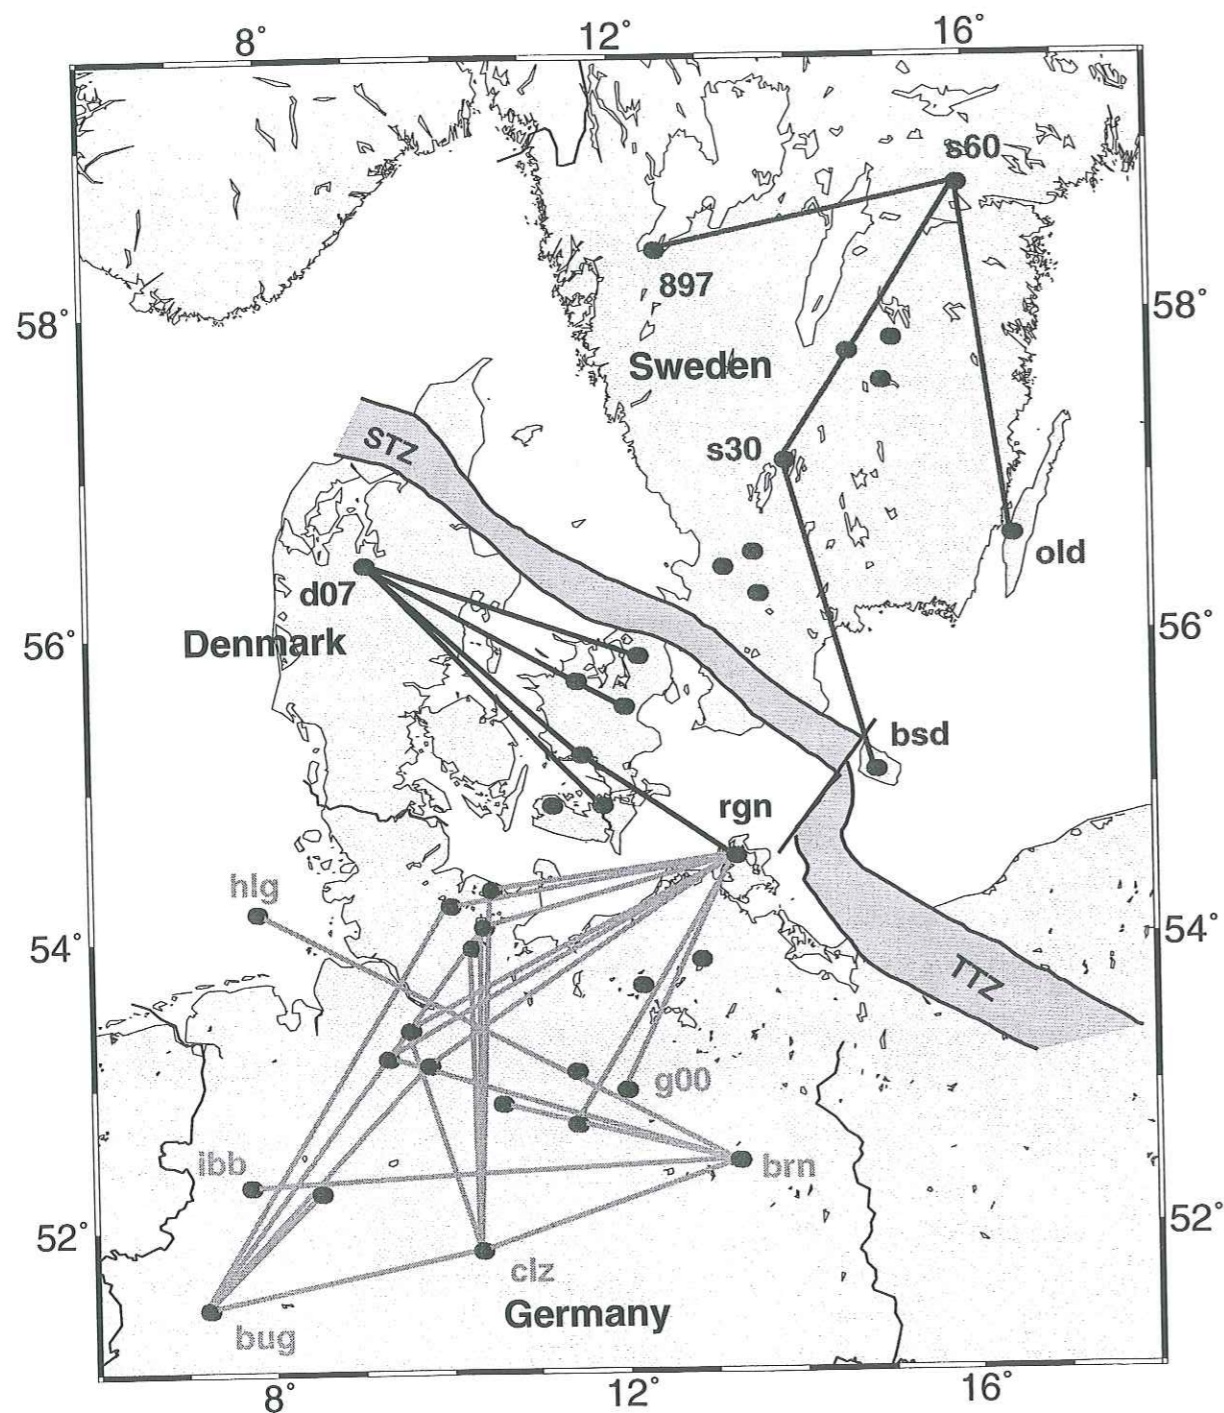 8°
12°
16°
s60
897
58°
58°
Sweden
STZ
s30
old
d07
Denmark
56°
56°
bsd
rgn
hlg
54°
54°
TTZ
g00
ibb
brn
52°
52°
clz
Germany
bug
8°
12°
16°